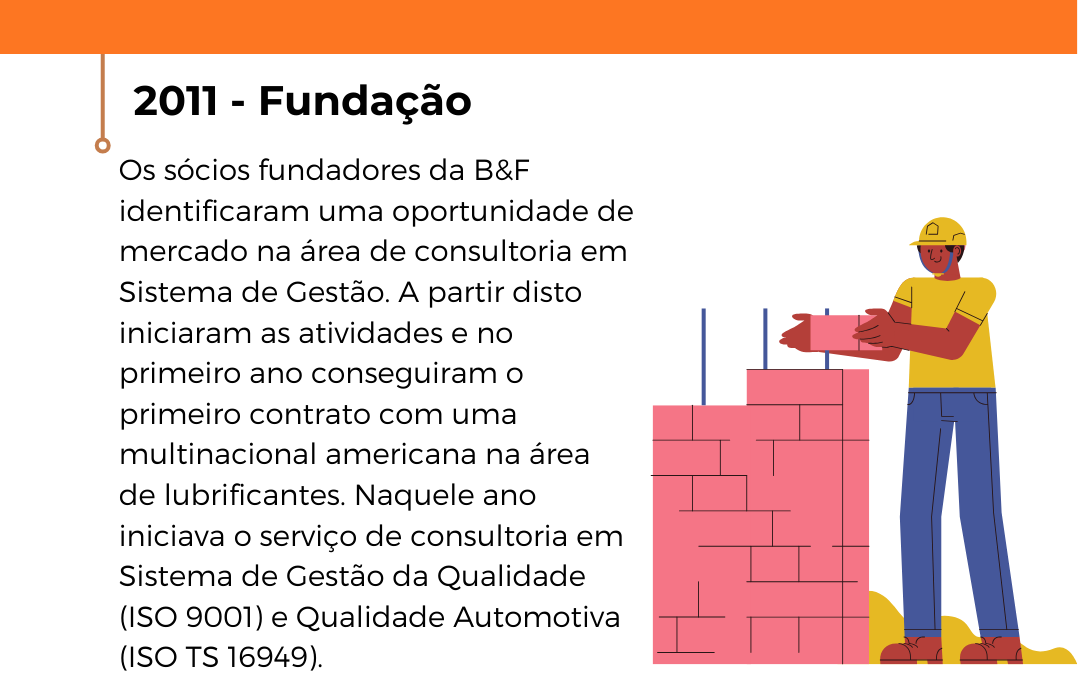 2011 - Fundação
Os sócios fundadores da B&F
identificaram uma oportunidade de
mercado na área de consultoria em
Sistema de Gestão. A partir disto
iniciaram as atividades e no
primeiro ano conseguiram o
primeiro contrato com uma
multinacional americana na área
de lubrificantes. Naquele ano
iniciava o serviço de consultoria em
Sistema de Gestão da Qualidade
(ISO 9001) e Qualidade Automotiva
(ISO TS 16949).